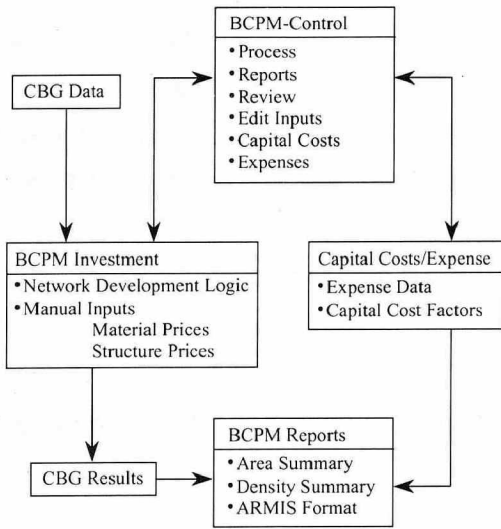 BCPM-Control
• Process
• Reports
• Review
• Edit Inputs
• Capital Costs
• Expenses
CBG Data
BCPM Investment
• Network Development Logic
• Manual Inputs
Material Prices
Structure Prices
Capital Costs/Expense
• Expense Data
• Capital Cost Factors
CBG Results
BCPM Reports
• Area Summary
• Density Summary
• ARMIS Format